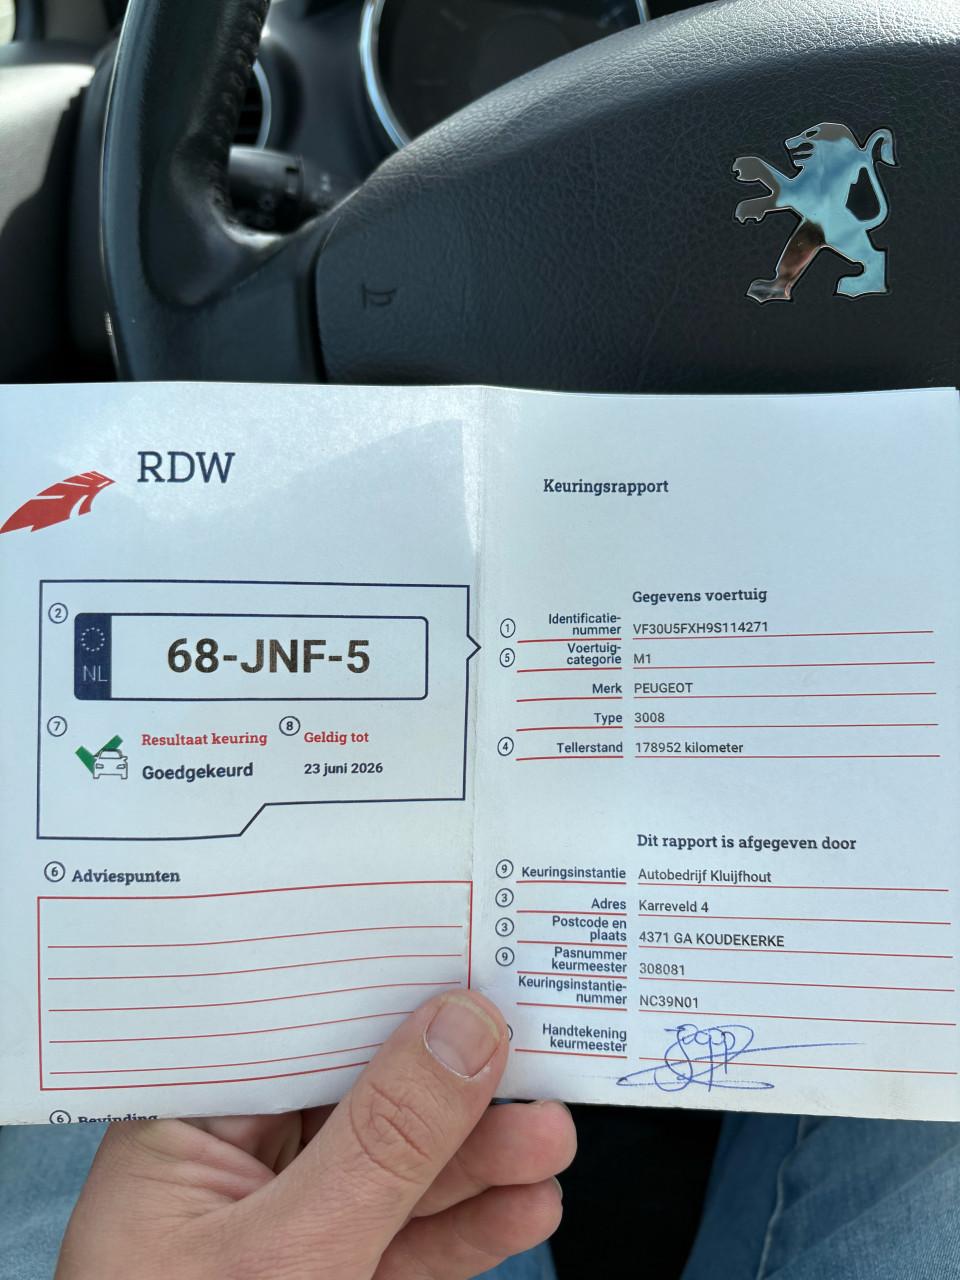 RDW
Keuringsrapport
2
NL
68-JNF-5
7
Resultaat keuring
Goedgekeurd
8
Geldig tot
23 juni 2026
6 Adviespunten
6 Bevinding
Gegevens voertuig
1 Identificatie-
nummer VF30U5FXH9S114271
5 Voertuig-
categorie M1
Merk PEUGEOT
Type 3008
4 Tellerstand 178952 kilometer
Dit rapport is afgegeven door
9 Keuringsinstantie Autobedrijf Kluijfhout
3 Adres Karreveld 4
3 Postcode en
plaats 4371 GA KOUDEKERKE
9 Pasnummer
keurmeester 308081
Keuringsinstantie-
nummer NC39N01
Handtekening
keurmeester